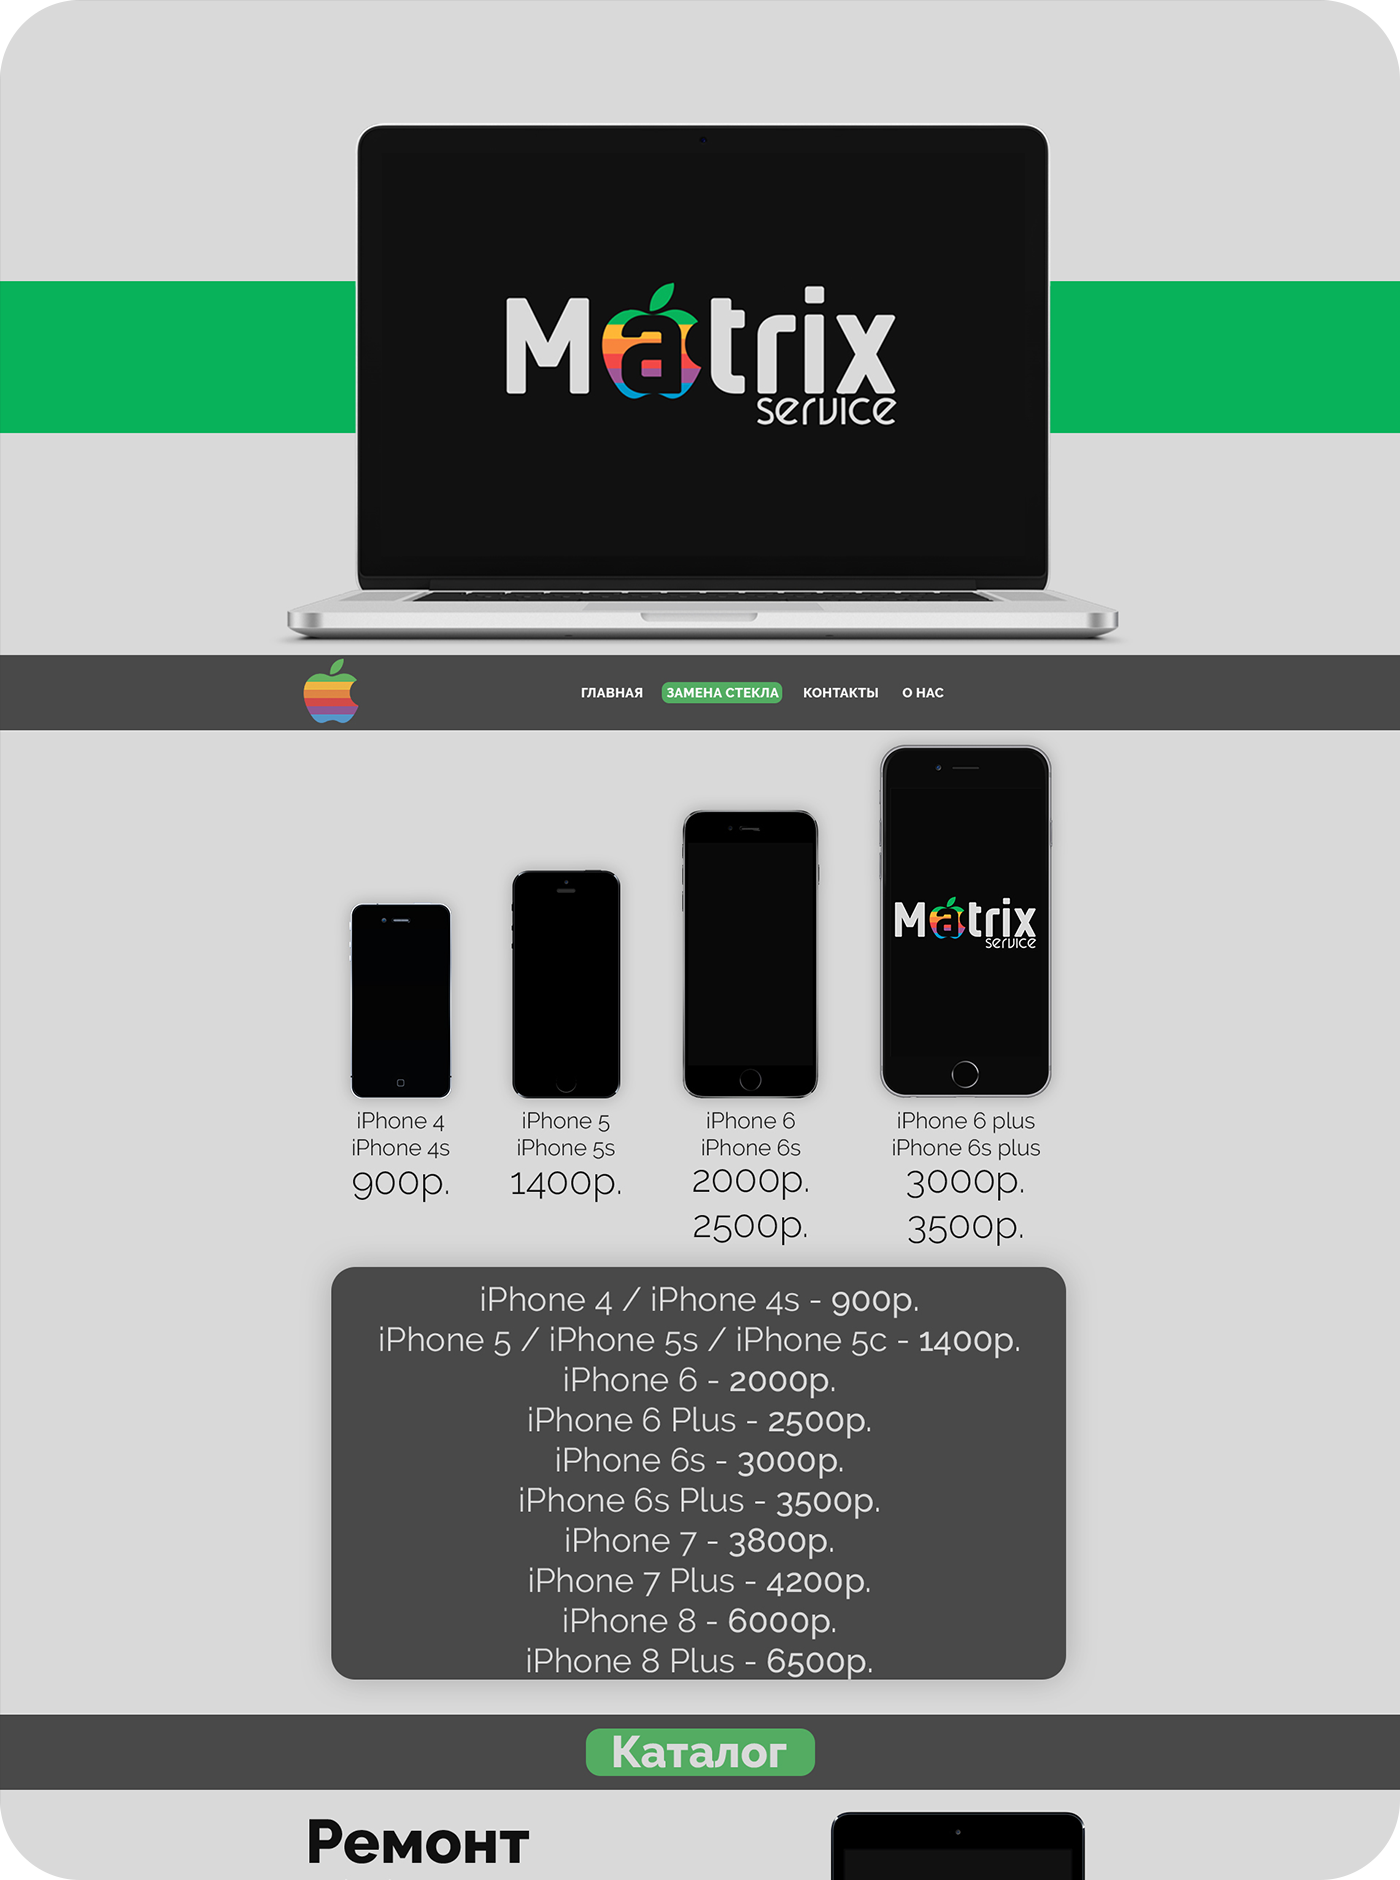 Matrix
service
ГЛАВНАЯ ЗАМЕНА СТЕКЛА КОНТАКТЫ О НАС
Matrix
service
iPhone 4
iPhone 4s
900р.
iPhone 5
iPhone 5s
1400р.
iPhone 6
iPhone 6s
2000р.
2500р.
iPhone 6 plus
iPhone 6s plus
3000р.
3500р.
iPhone 4 / iPhone 4s - 900р.
iPhone 5 / iPhone 5s / iPhone 5c - 1400р.
iPhone 6 - 2000р.
iPhone 6 Plus - 2500р.
iPhone 6s - 3000р.
iPhone 6s Plus - 3500р.
iPhone 7 - 3800р.
iPhone 7 Plus - 4200р.
iPhone 8 - 6000р.
iPhone 8 Plus - 6500р.
Каталог
Ремонт